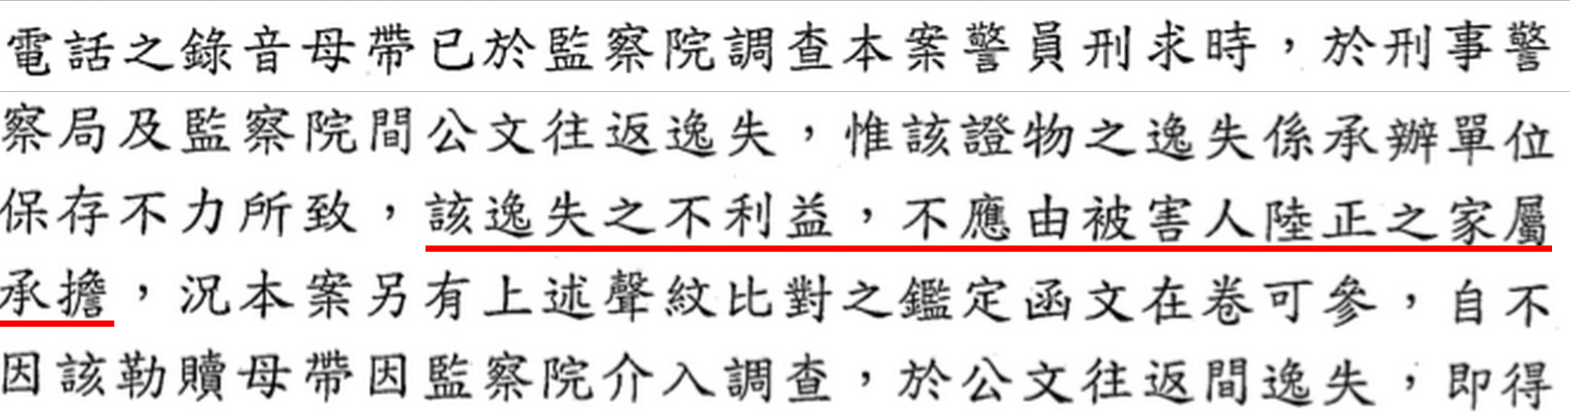 電話之錄音母帶已於監察院調查本案警員刑求時，於刑事警
察局及監察院間公文往返逸失，惟該證物之逸失係承辦單位
保存不力所致，該逸失之不利益，不應由被害人陸正之家屬
承擔，況本案另有上述聲紋比對之鑑定函文在卷可參，自不
因該勒贖母帶因監察院介入調查，於公文往返間逸失，即得